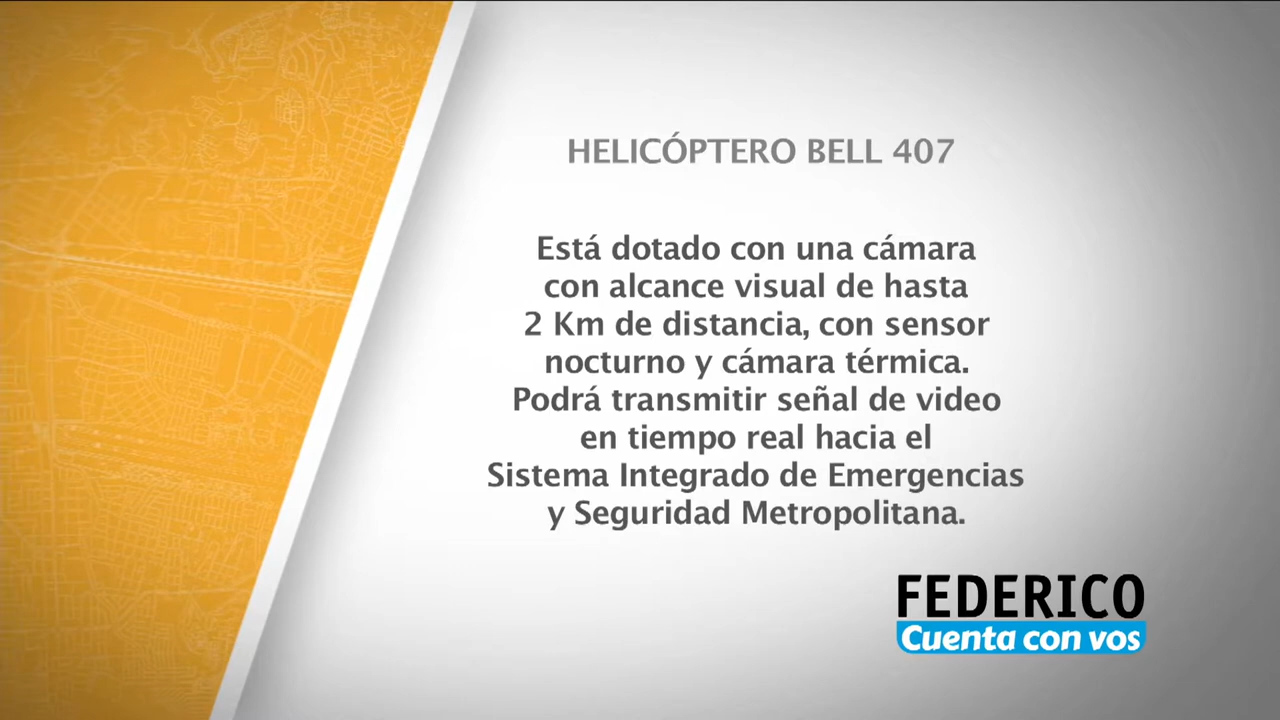 HELICÓPTERO BELL 407
Está dotado con una cámara
con alcance visual de hasta
2 Km de distancia, con sensor
nocturno y cámara térmica.
Podrá transmitir señal de video
en tiempo real hacia el
Sistema Integrado de Emergencias
y Seguridad Metropolitana.
FEDERICO
Cuenta con vos